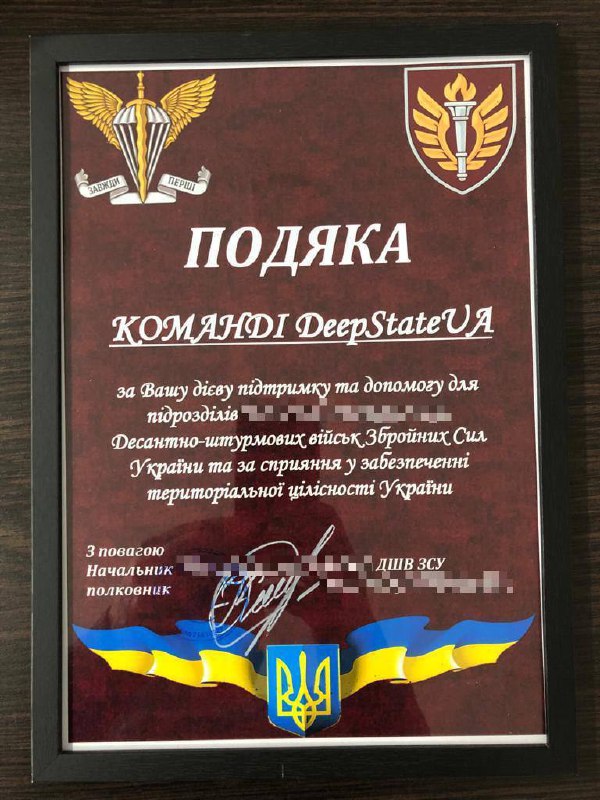 ЗАВЖДИ ПЕРШІ
ПОДЯКА
КОМАНДІ DeepStateUA
за Вашу дієву підтримку та допомогу для
підрозділів
Десантно-штурмових військ Збройних Сил
України та за сприяння у забезпеченні
територіальної цілісності України
З повагою
Начальник ДШВ ЗСУ
полковник